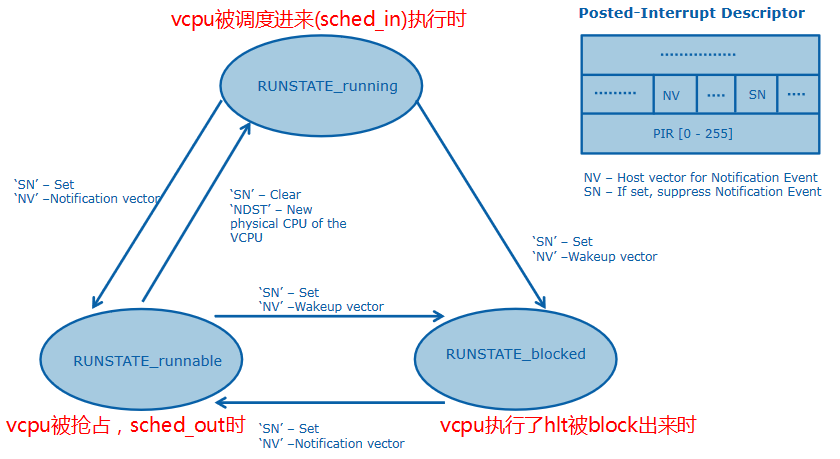 vcpu被调度进来(sched_in)执行时
Posted-Interrupt Descriptor
................
RUNSTATE_running
.........
NV
....
SN
....
PIR [0 - 255]
NV – Host vector for Notification Event
SN – If set, suppress Notification Event
‘SN’ – Set
‘NV’ –Notification vector
‘SN’ – Clear
‘NDST’ – New
physical CPU of the
VCPU
‘SN’ – Set
‘NV’ –Wakeup vector
‘SN’ – Set
‘NV’ –Wakeup vector
RUNSTATE_runnable
RUNSTATE_blocked
vcpu被抢占，sched_out时
vcpu执行了hlt被block出来时
‘SN’ – Set
‘NV’ –Notification vector